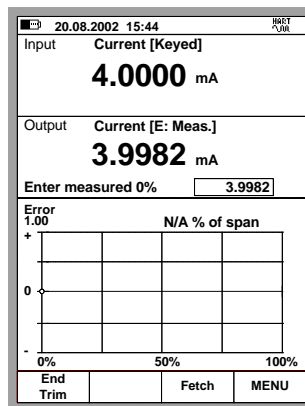 20.08.2002 15:44 HART
Input Current [Keyed]
4.0000 mA
Output Current [E: Meas.]
3.9982 mA
Enter measured 0% 3.9982
Error
1.00 N/A % of span
+
0
-
0% 50% 100%
End Trim Fetch MENU